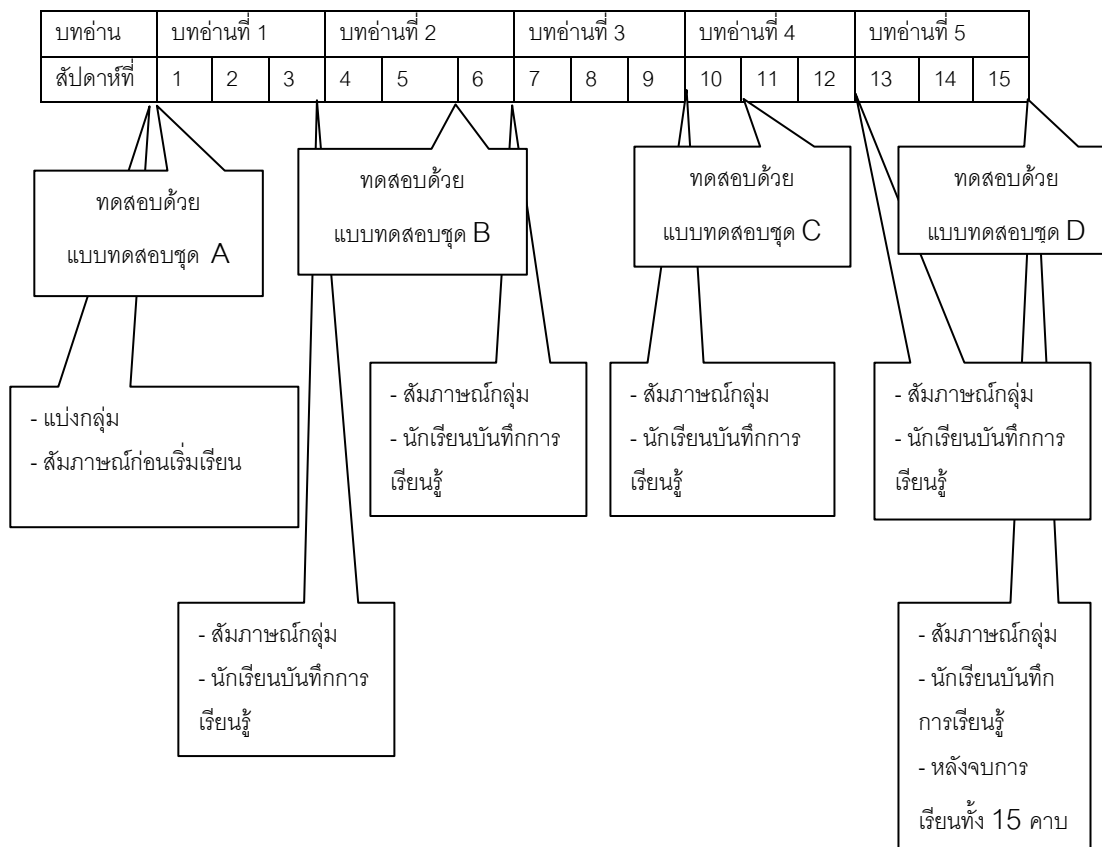 บทอ่าน บทอ่านที่ 1 บทอ่านที่ 2 บทอ่านที่ 3 บทอ่านที่ 4 บทอ่านที่ 5
สัปดาห์ที่ 1 2 3 4 5 6 7 8 9 10 11 12 13 14 15
ทดสอบด้วย
แบบทดสอบชุด A
ทดสอบด้วย
แบบทดสอบชุด B
ทดสอบด้วย
แบบทดสอบชุด C
ทดสอบด้วย
แบบทดสอบชุด D
- แบ่งกลุ่ม
- สัมภาษณ์ก่อนเริ่มเรียน
- สัมภาษณ์กลุ่ม
- นักเรียนบันทึกการ
เรียนรู้
- สัมภาษณ์กลุ่ม
- นักเรียนบันทึกการ
เรียนรู้
- สัมภาษณ์กลุ่ม
- นักเรียนบันทึกการ
เรียนรู้
- สัมภาษณ์กลุ่ม
- นักเรียนบันทึกการ
เรียนรู้
- สัมภาษณ์กลุ่ม
- นักเรียนบันทึก
การเรียนรู้
- หลังจบการ
เรียนทั้ง 15 คาบ